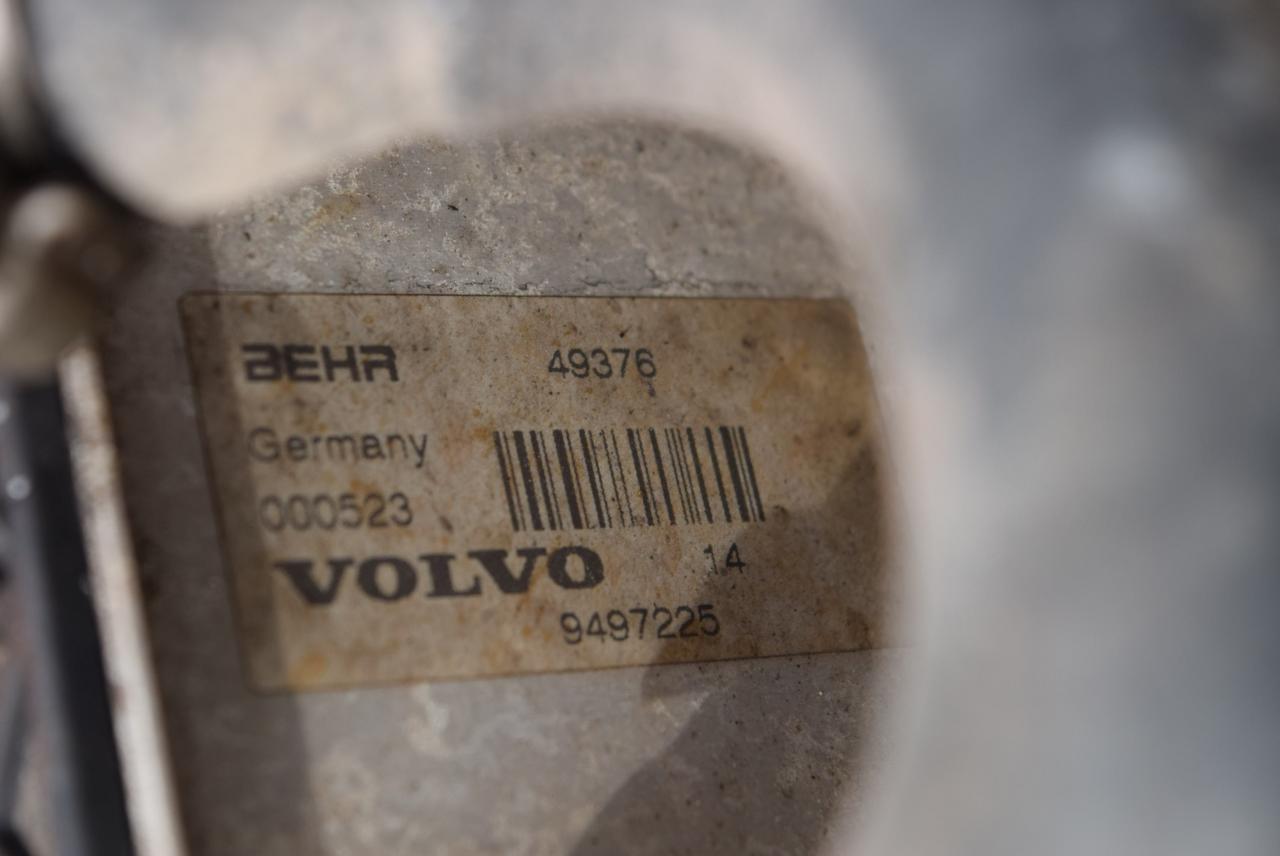 BEHR 49376
Germany
000523
VOLVO 14
9497225